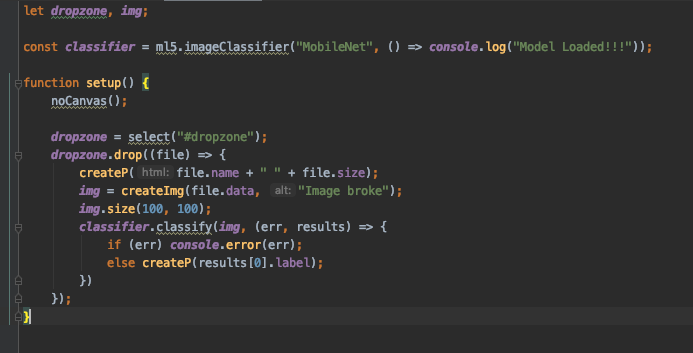 let dropzone, img;
const classifier = ml5.imageClassifier("MobileNet", () => console.log("Model Loaded!!!"));
function setup() {
noCanvas();
dropzone = select("#dropzone");
dropzone.drop((file) => {
createP( html: file.name + " " + file.size);
img = createImg(file.data, alt: "Image broke");
img.size(100, 100);
classifier.classify(img, (err, results) => {
if (err) console.error(err);
else createP(results[0].label);
})
});
}